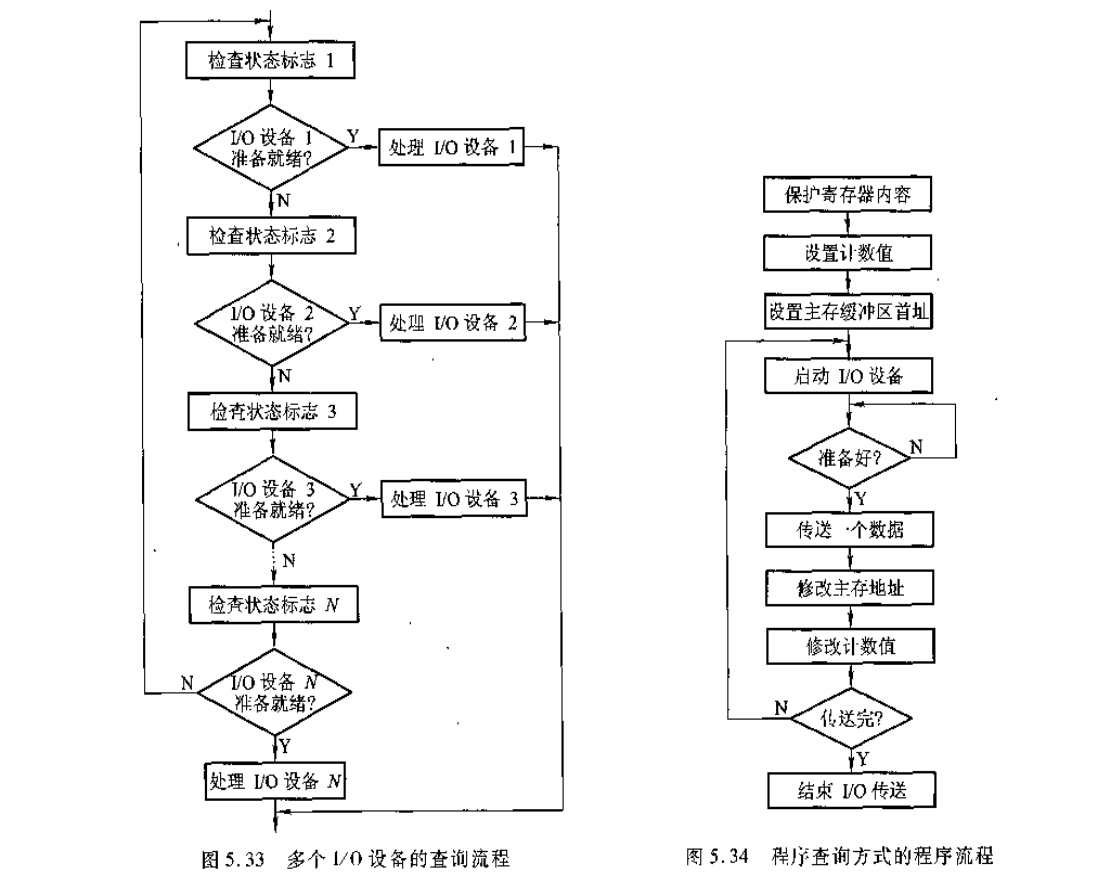 检查状态标志 1
I/O 设备 1
准备就绪?
Y
处理 I/O 设备 1
N
检查状态标志 2
I/O 设备 2
准备就绪?
Y
处理 I/O 设备 2
N
检查状态标志 3
I/O 设备 3
准备就绪?
Y
处理 I/O 设备 3
N
检查状态标志 N
I/O 设备 N
准备就绪?
N
Y
处理 I/O 设备 N
图 5.33 多个 I/O 设备的查询流程
保护寄存器内容
设置计数值
设置主存缓冲区首址
启动 I/O 设备
准备好?
N
Y
传送一个数据
修改主存地址
修改计数值
传送完?
N
Y
结束 I/O 传送
图 5.34 程序查询方式的程序流程